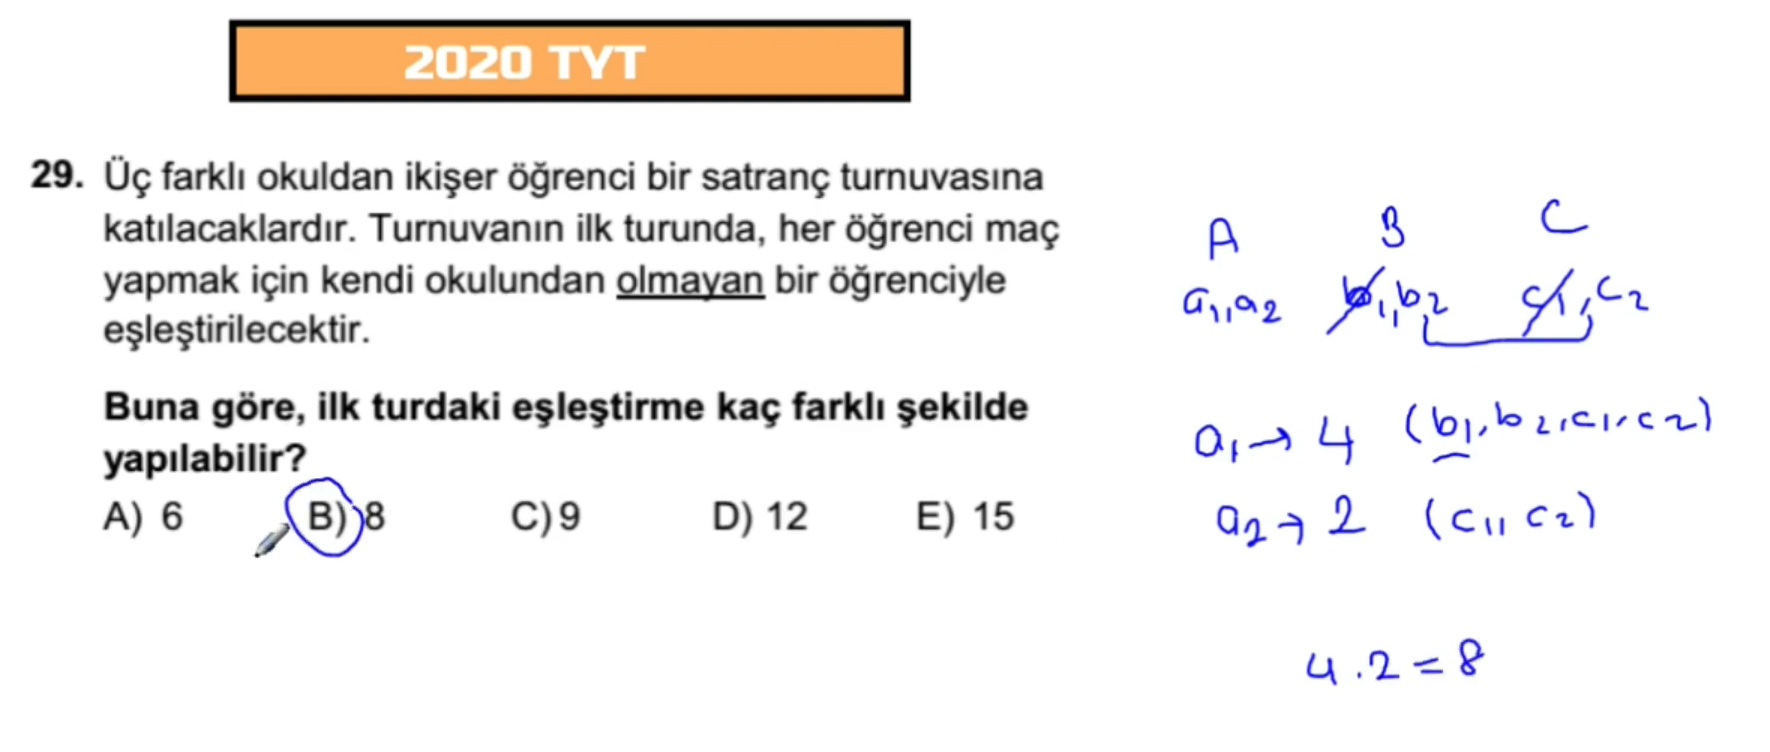 2020 TYT
29. Üç farklı okuldan ikişer öğrenci bir satranç turnuvasına
katılacaklardır. Turnuvanın ilk turunda, her öğrenci maç
yapmak için kendi okulundan olmayan bir öğrenciyle
eşleştirilecektir.
Buna göre, ilk turdaki eşleştirme kaç farklı şekilde
yapılabilir?
A) 6 B) 8 C) 9 D) 12 E) 15
A B C
a1, a2 b1, b2 c1, c2
a1 → 4 (b1, b2, c1, c2)
a2 → 2 (c1, c2)
4 . 2 = 8